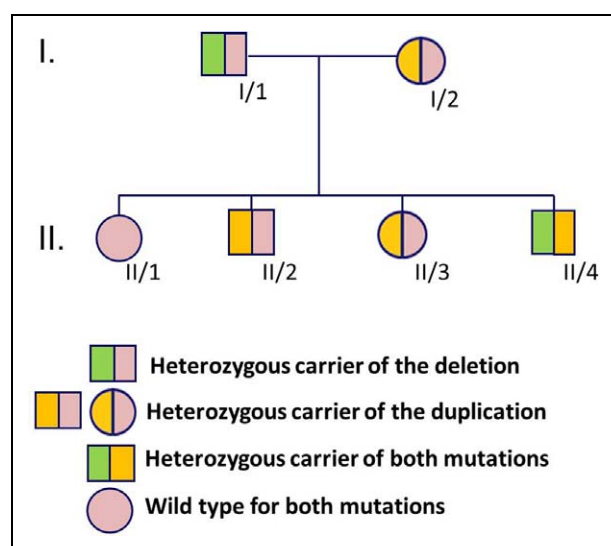 I.
I/1
I/2
II.
II/1
II/2
II/3
II/4
Heterozygous carrier of the deletion
Heterozygous carrier of the duplication
Heterozygous carrier of both mutations
Wild type for both mutations